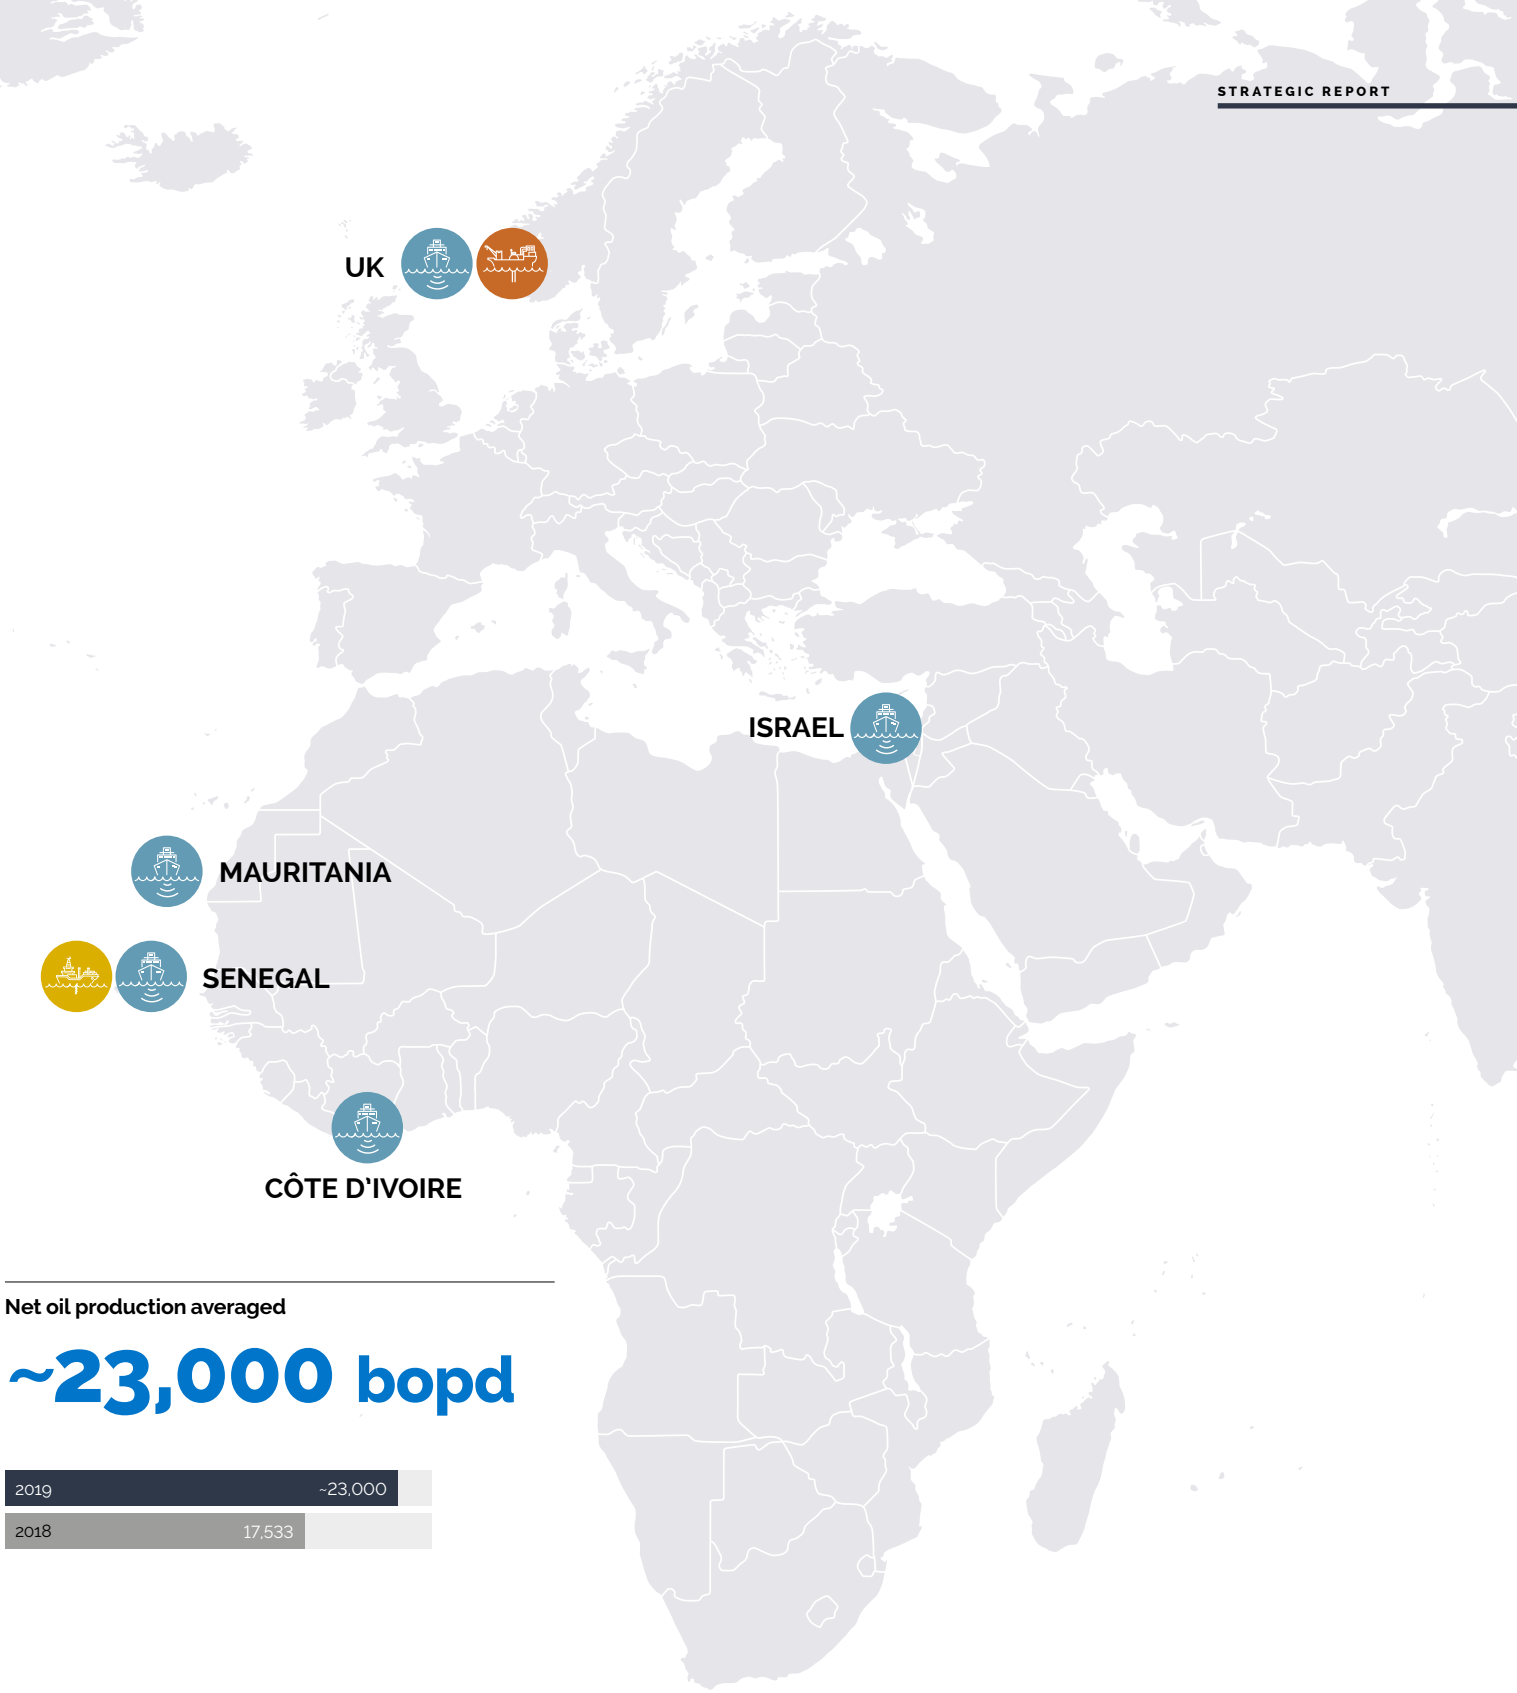 STRATEGIC REPORT
UK
ISRAEL
MAURITANIA
SENEGAL
CÔTE D’IVOIRE
Net oil production averaged
~23,000 bopd
2019 ~23,000
2018 17,533